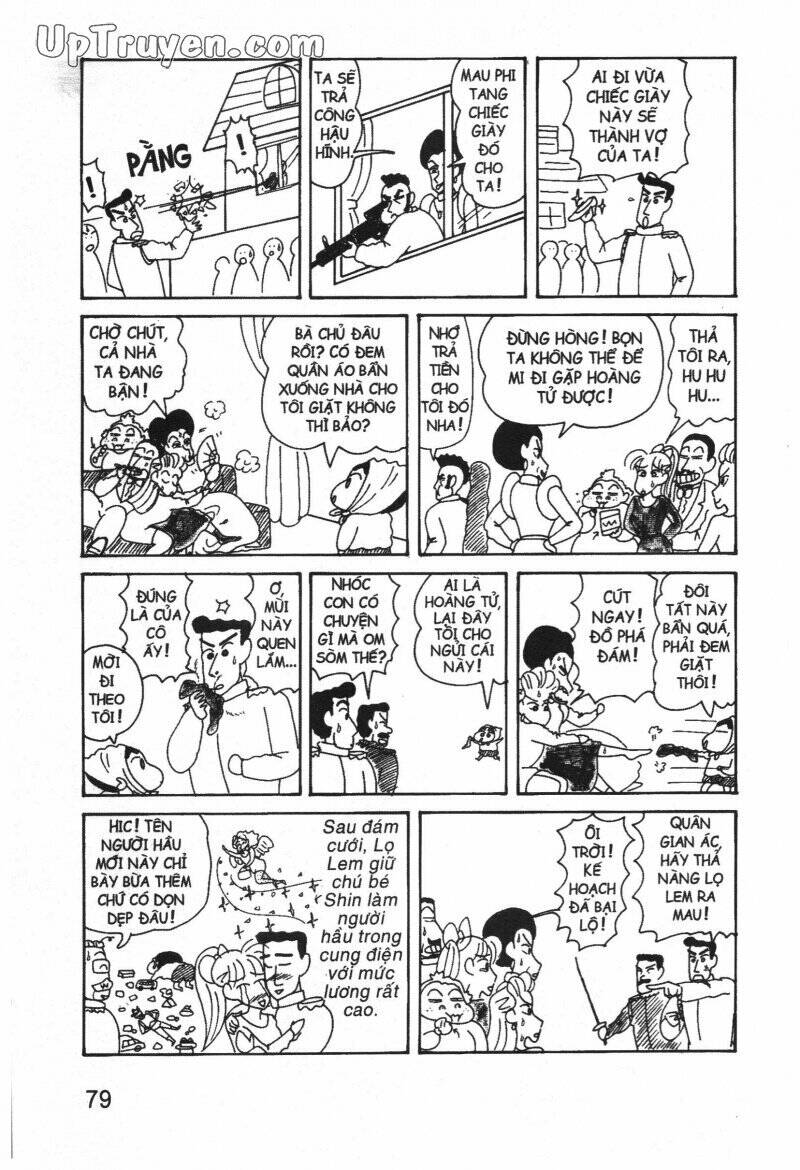 UpTruyen.com
AI ĐI VỪA
CHIẾC GIÀY
NÀY SẼ
THÀNH VỢ
CỦA TA!
MAU PHI
TANG
CHIẾC
GIÀY
ĐÓ
CHO
TA!
TA SẼ
TRẢ
CÔNG
HẬU
HĨNH.
!
PẰNG
!
THẢ
TÔI RA,
HU HU
HU...
ĐỪNG HÒNG! BỌN
TA KHÔNG THỂ ĐỂ
MI ĐI GẶP HOÀNG
TỬ ĐƯỢC!
NHỚ
TRẢ
TIỀN
CHO
TÔI ĐÓ
NHA!
BÀ CHỦ ĐÂU
RỒI? CÓ ĐEM
QUẦN ÁO BẨN
XUỐNG NHÀ CHO
TÔI GIẶT KHÔNG
THÌ BẢO?
CHỜ CHÚT,
CẢ NHÀ
TA ĐANG
BẬN!
ĐÔI
TẤT NÀY
BẨN QUÁ,
PHẢI ĐEM
GIẶT
THÔI!
CÚT
NGAY!
ĐỒ PHÁ
ĐÁM!
AI LÀ
HOÀNG TỬ,
LẠI ĐÂY
TÔI CHO
NGỬI CÁI
NÀY!
NHÓC
CON CÓ
CHUYỆN
GÌ MÀ OM
SÒM THẾ?
Ơ,
MÙI
NÀY
QUEN
LẮM...
ĐÚNG
LÀ CỦA
CÔ
ẤY!
MỜI
ĐI
THEO
TÔI!
QUÂN
GIAN ÁC,
HÃY THẢ
NÀNG LỌ
LEM RA
MAU!
ÔI
TRỜI!
KẾ
HOẠCH
ĐÃ BẠI
LỘ!
Sau đám
cưới, Lọ
Lem giữ
chú bé
Shin làm
người
hầu trong
cung điện
với mức
lương rất
cao.
HIC! TÊN
NGƯỜI HẦU
MỚI NÀY CHỈ
BÀY BỪA THÊM
CHỨ CÓ DỌN
DẸP ĐÂU!
79